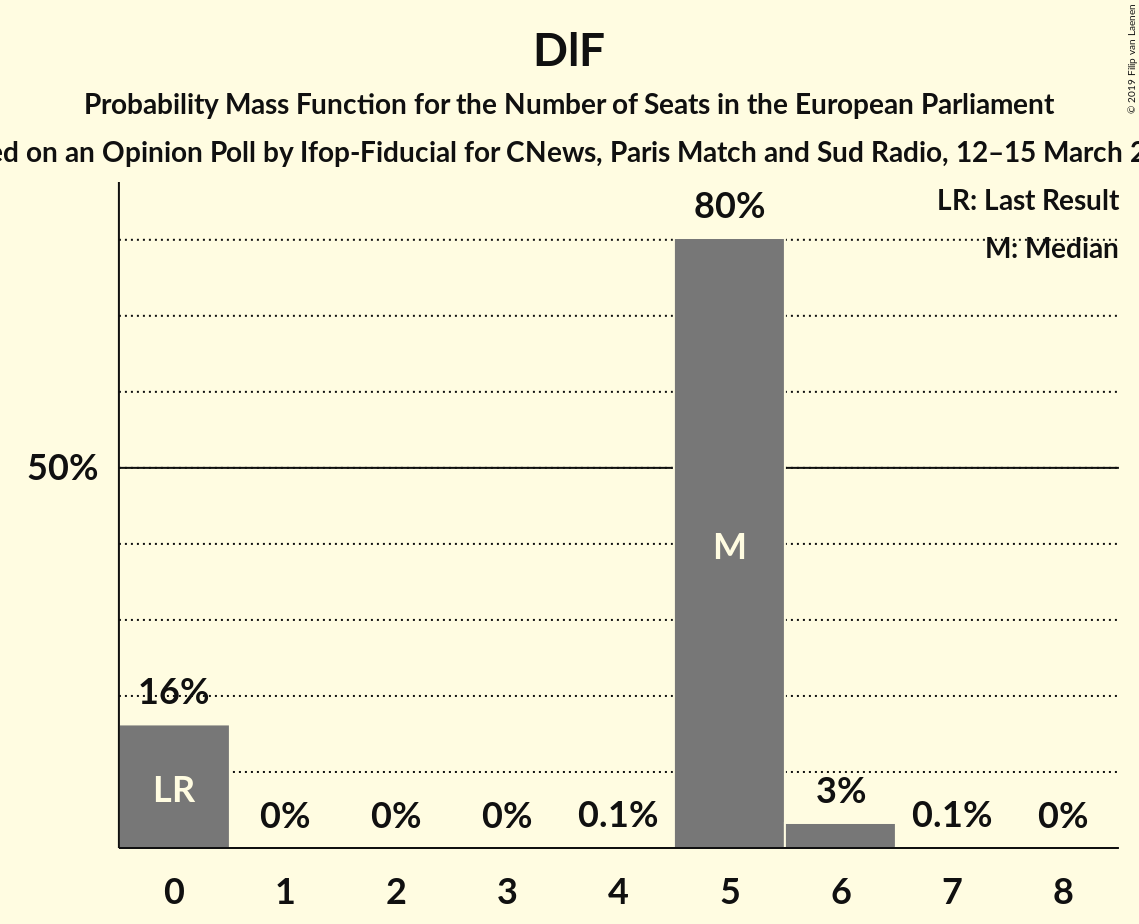 DlF
Probability Mass Function for the Number of Seats in the European Parliament
ed on an Opinion Poll by Ifop-Fiducial for CNews, Paris Match and Sud Radio, 12–15 March 2
© 2019 Filip van Laenen
LR: Last Result
M: Median
80%
50%
M
16%
LR
0%
0%
0%
0.1%
3%
0.1%
0%
0
1
2
3
4
5
6
7
8